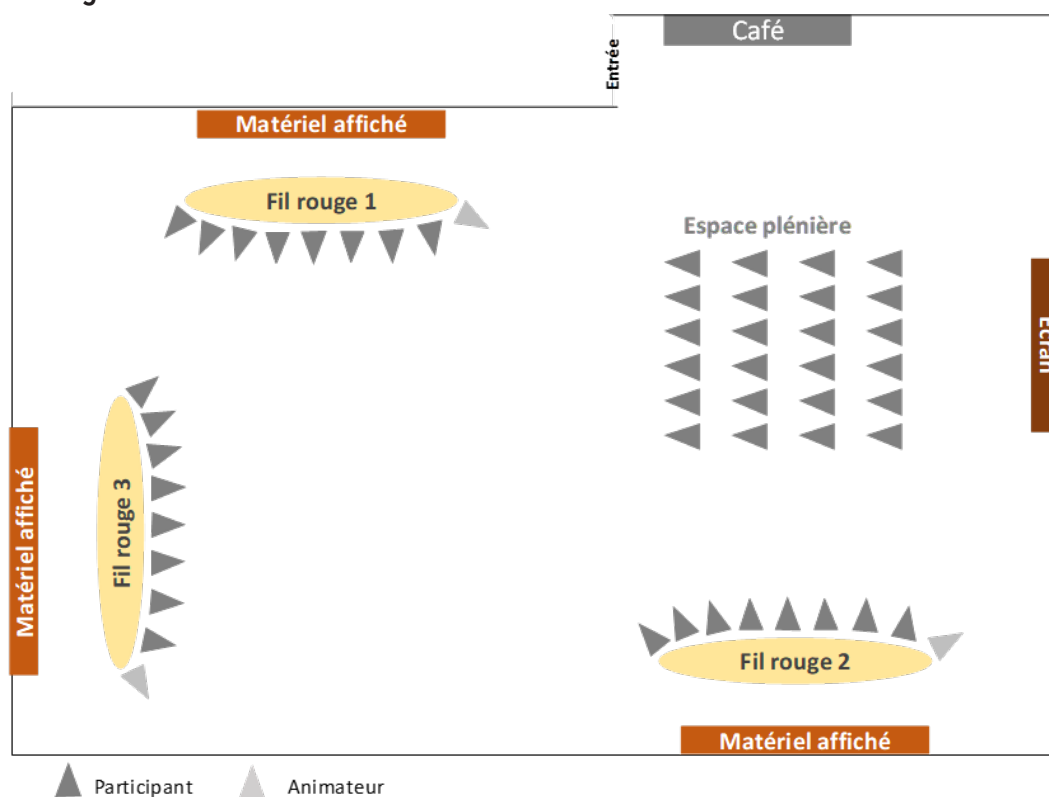 Café
Entrée
Matériel affiché
Fil rouge 1
Espace plénière
Ecran
Fil rouge 3
Matériel affiché
Fil rouge 2
Matériel affiché
Participant
Animateur